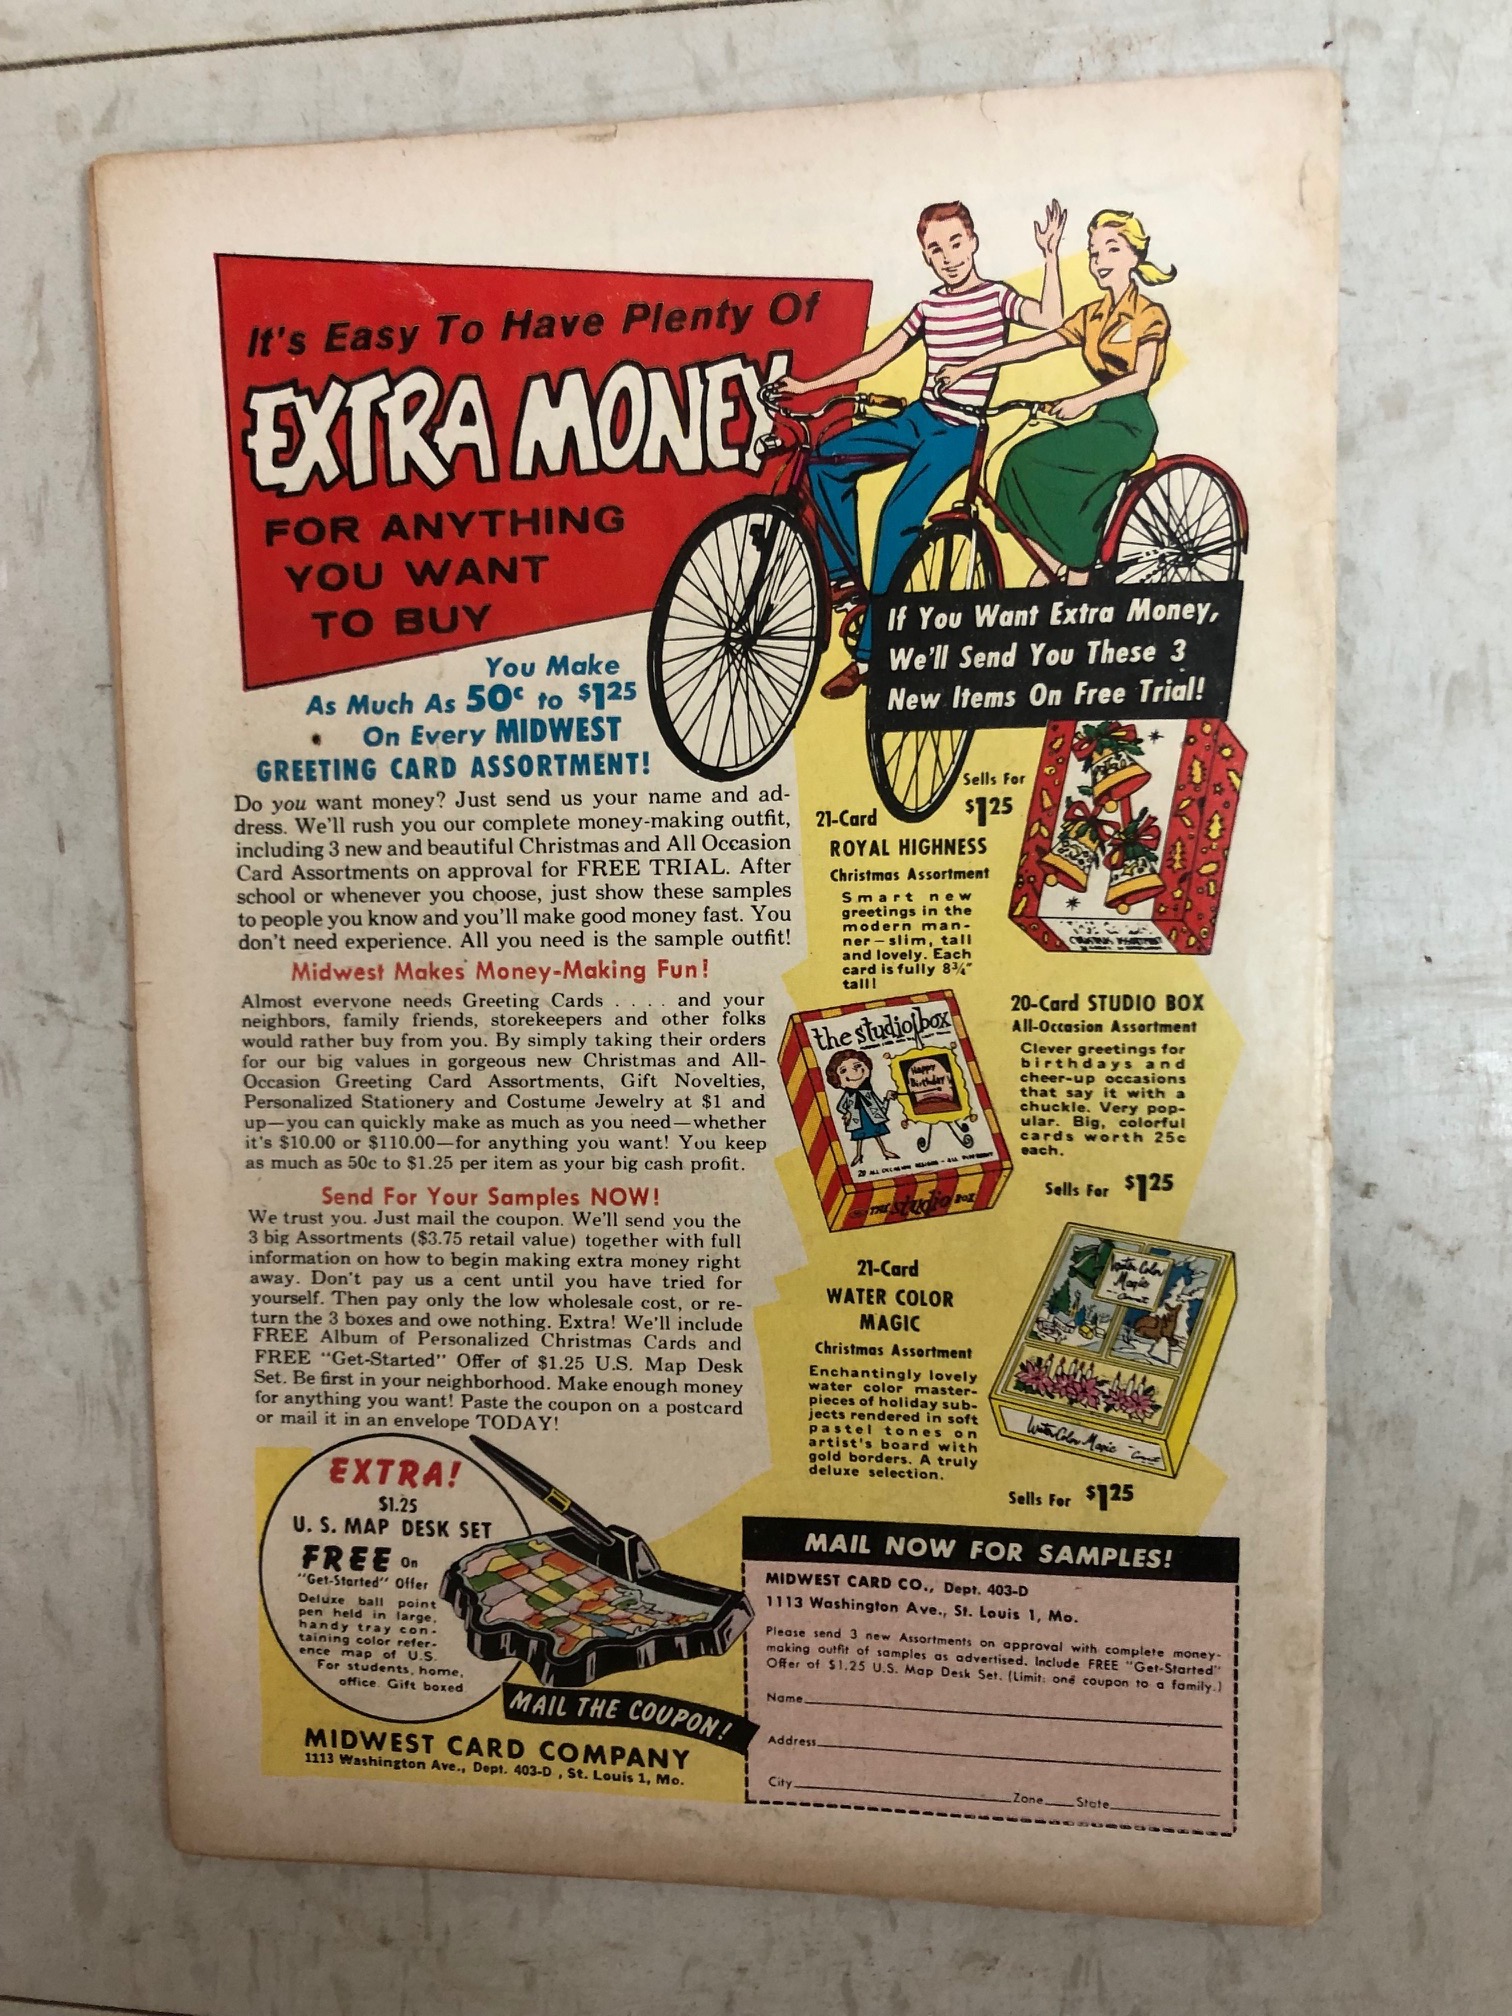 It's Easy To Have Plenty Of
EXTRA MONEY
FOR ANYTHING
YOU WANT
TO BUY
You Make
As Much As 50c to $1.25
On Every MIDWEST
GREETING CARD ASSORTMENT!
Do you want money? Just send us your name and ad-
dress. We'll rush you our complete money-making outfit,
including 3 new and beautiful Christmas and All Occasion
Card Assortments on approval for FREE TRIAL. After
school or whenever you choose, just show these samples
to people you know and you'll make good money fast. You
don't need experience. All you need is the sample outfit!
Midwest Makes Money-Making Fun!
Almost everyone needs Greeting Cards . . . . and your
neighbors, family friends, storekeepers and other folks
would rather buy from you. By simply taking their orders
for our big values in gorgeous new Christmas and All-
Occasion Greeting Card Assortments, Gift Novelties,
Personalized Stationery and Costume Jewelry at $1 and
up—you can quickly make as much as you need—whether
it's $10.00 or $110.00—for anything you want! You keep
as much as 50c to $1.25 per item as your big cash profit.
Send For Your Samples NOW!
We trust you. Just mail the coupon. We'll send you the
3 big Assortments ($3.75 retail value) together with full
information on how to begin making extra money right
away. Don't pay us a cent until you have tried for
yourself. Then pay only the low wholesale cost, or re-
turn the 3 boxes and owe nothing. Extra! We'll include
FREE Album of Personalized Christmas Cards and
FREE "Get-Started" Offer of $1.25 U.S. Map Desk
Set. Be first in your neighborhood. Make enough money
for anything you want! Paste the coupon on a postcard
or mail it in an envelope TODAY!
If You Want Extra Money,
We'll Send You These 3
New Items On Free Trial!
Sells For
$1.25
21-Card
ROYAL HIGHNESS
Christmas Assortment
Smart new
greetings in the
modern man-
ner—slim, tall
and lovely. Each
card is fully 8¾"
tall!
CHRISTMAS ASSORTMENT
the studio box
Happy
Birthday
20 ALL OCCASION DESIGNS - ALL DIFFERENT
THE studio BOX
20-Card STUDIO BOX
All-Occasion Assortment
Clever greetings for
birthdays and
cheer-up occasions
that say it with a
chuckle. Very pop-
ular. Big, colorful
cards worth 25c
each.
Sells For $1.25
21-Card
WATER COLOR
MAGIC
Christmas Assortment
Enchantingly lovely
water color master-
pieces of holiday sub-
jects rendered in soft
pastel tones on
artist's board with
gold borders. A truly
deluxe selection.
Sells For $1.25
Water Color
Magic
Water Color Magic
EXTRA!
$1.25
U. S. MAP DESK SET
FREE On
"Get-Started" Offer
Deluxe ball point
pen held in large,
handy tray con-
taining color refer-
ence map of U.S.
For students, home,
office. Gift boxed
MAIL THE COUPON!
MIDWEST CARD COMPANY
1113 Washington Ave., Dept. 403-D , St. Louis 1, Mo.
MAIL NOW FOR SAMPLES!
MIDWEST CARD CO., Dept. 403-D
1113 Washington Ave., St. Louis 1, Mo.
Please send 3 new Assortments on approval with complete money-
making outfit of samples as advertised. Include FREE "Get-Started"
Offer of $1.25 U.S. Map Desk Set. (Limit: one coupon to a family.)
Name
Address
City Zone State